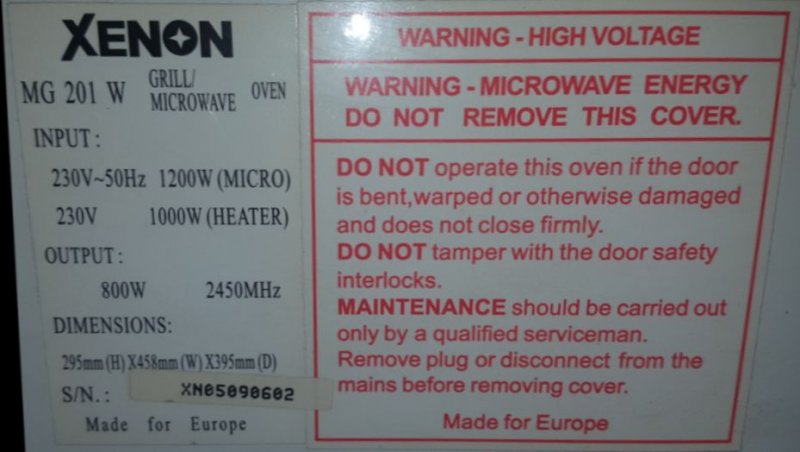 XENON
MG 201 W GRILL/ MICROWAVE OVEN
INPUT :
230V~50Hz 1200W (MICRO)
230V 1000W (HEATER)
OUTPUT :
800W 2450MHz
DIMENSIONS:
295mm (H) X458mm (W) X395mm (D)
S/N. : XN05090602
Made for Europe
WARNING - HIGH VOLTAGE
WARNING - MICROWAVE ENERGY
DO NOT REMOVE THIS COVER.
DO NOT operate this oven if the door
is bent,warped or otherwise damaged
and does not close firmly.
DO NOT tamper with the door safety
interlocks.
MAINTENANCE should be carried out
only by a qualified serviceman.
Remove plug or disconnect from the
mains before removing cover.
Made for Europe